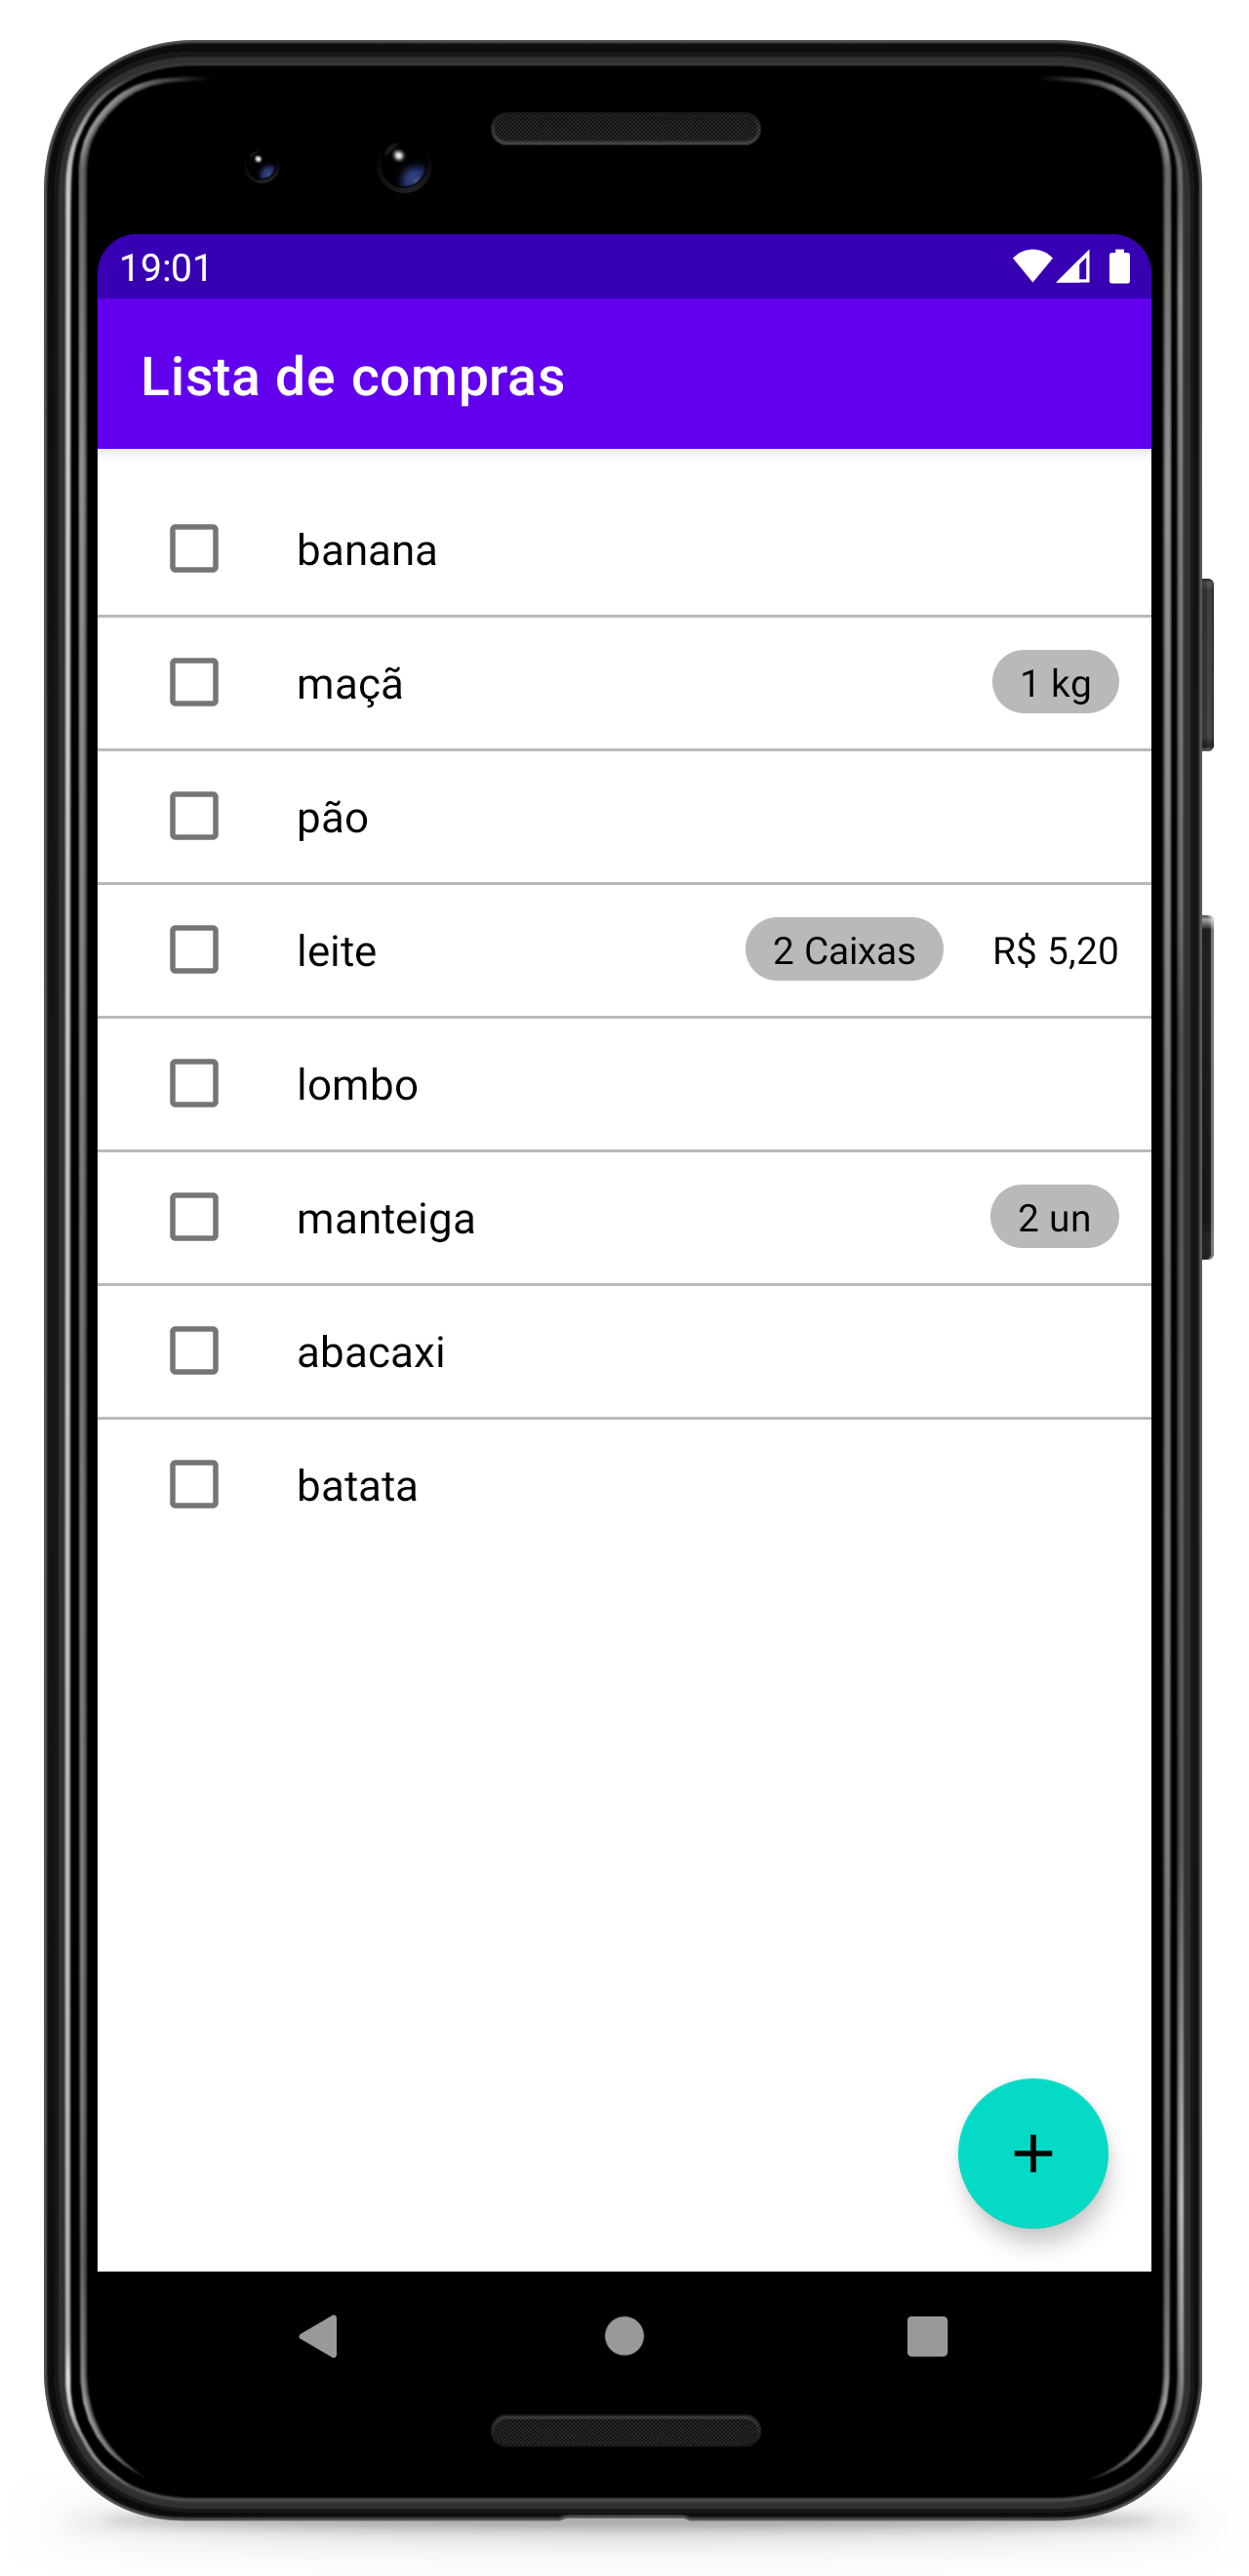 19:01
Lista de compras
banana
maçã 1 kg
pão
leite 2 Caixas R$ 5,20
lombo
manteiga 2 un
abacaxi
batata
+